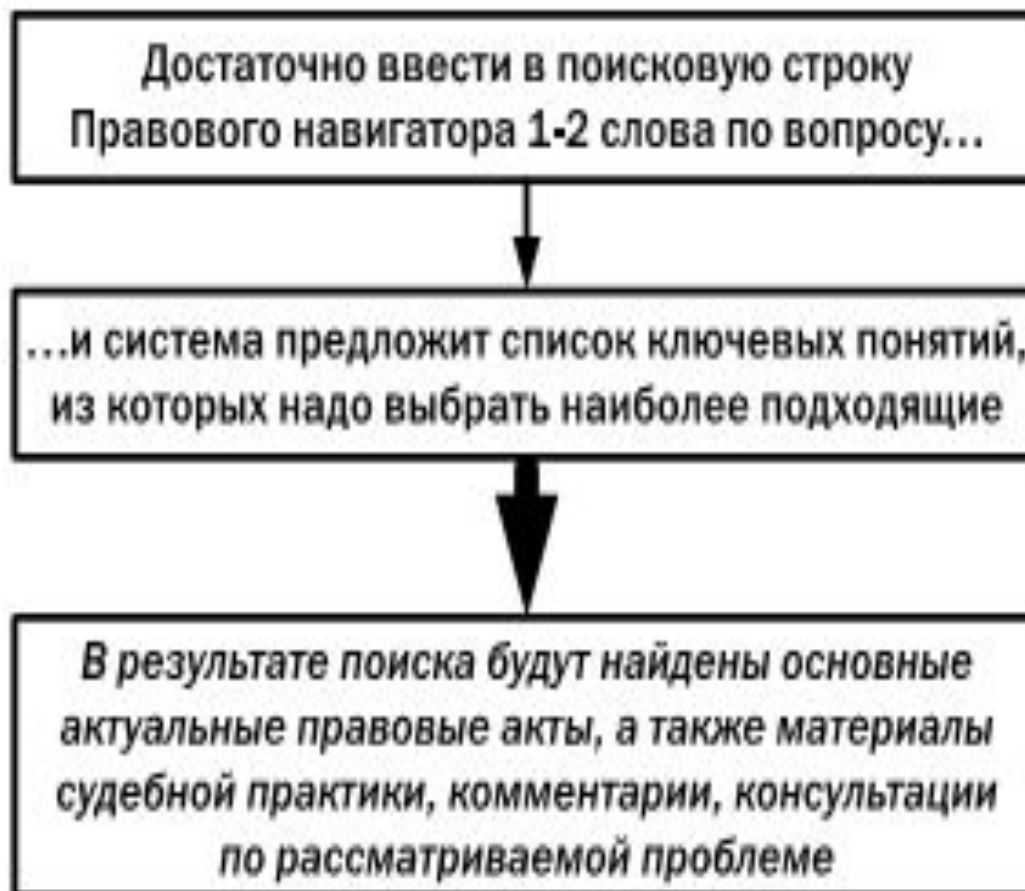 Достаточно ввести в поисковую строку
Правового навигатора 1-2 слова по вопросу…
…и система предложит список ключевых понятий,
из которых надо выбрать наиболее подходящие
В результате поиска будут найдены основные
актуальные правовые акты, а также материалы
судебной практики, комментарии, консультации
по рассматриваемой проблеме